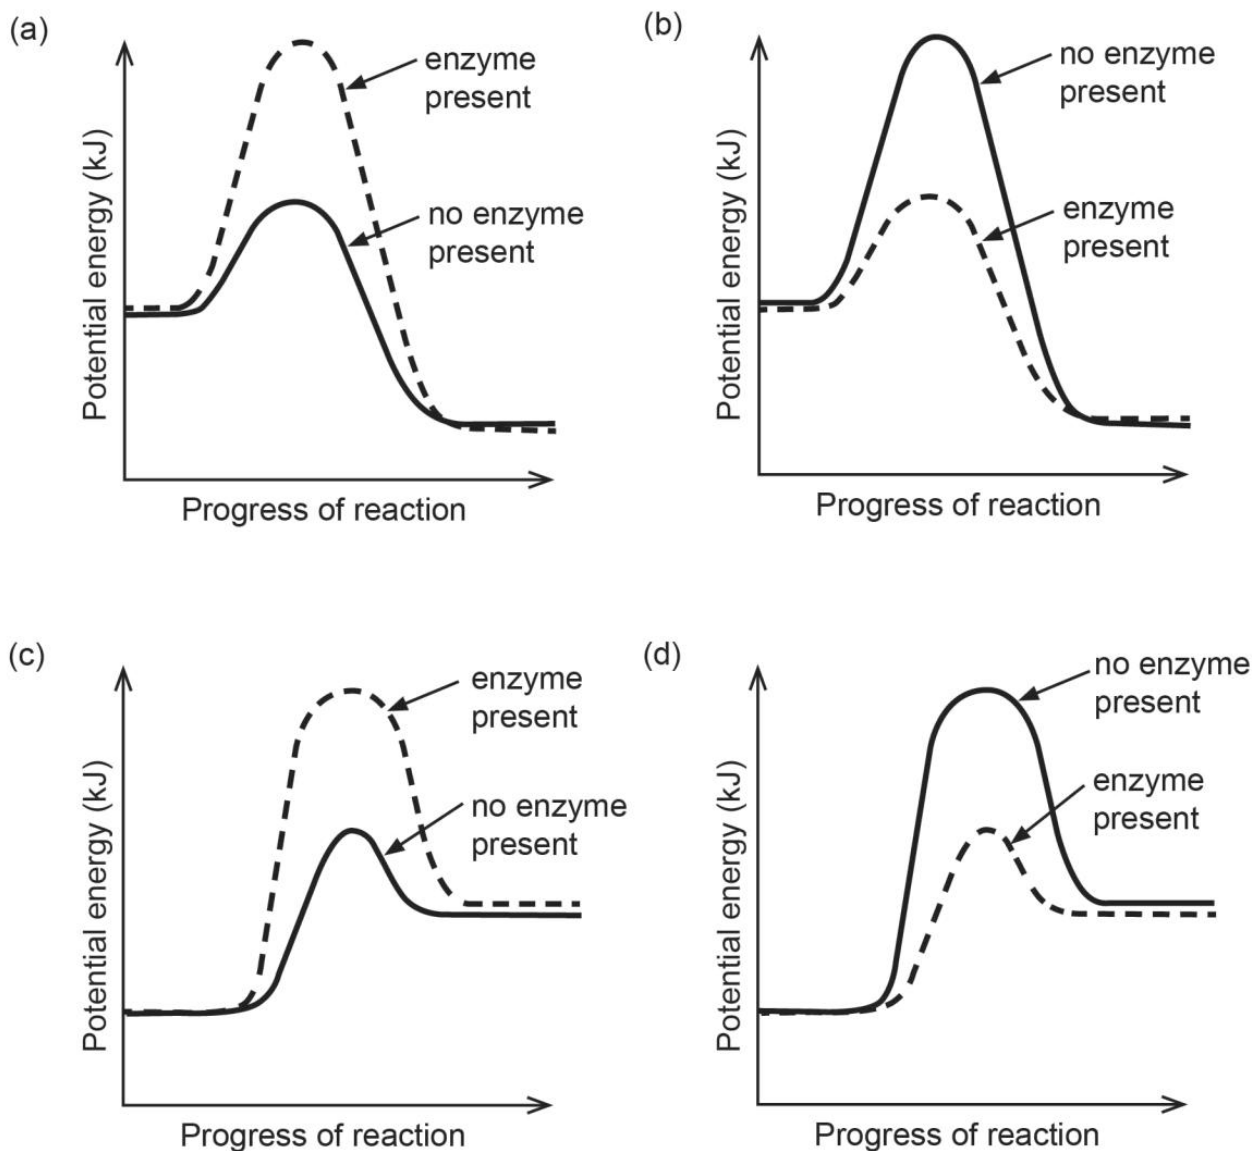 (a)
enzyme
present
no enzyme
present
Potential energy (kJ)
Progress of reaction
(b)
no enzyme
present
enzyme
present
Potential energy (kJ)
Progress of reaction
(c)
enzyme
present
no enzyme
present
Potential energy (kJ)
Progress of reaction
(d)
no enzyme
present
enzyme
present
Potential energy (kJ)
Progress of reaction